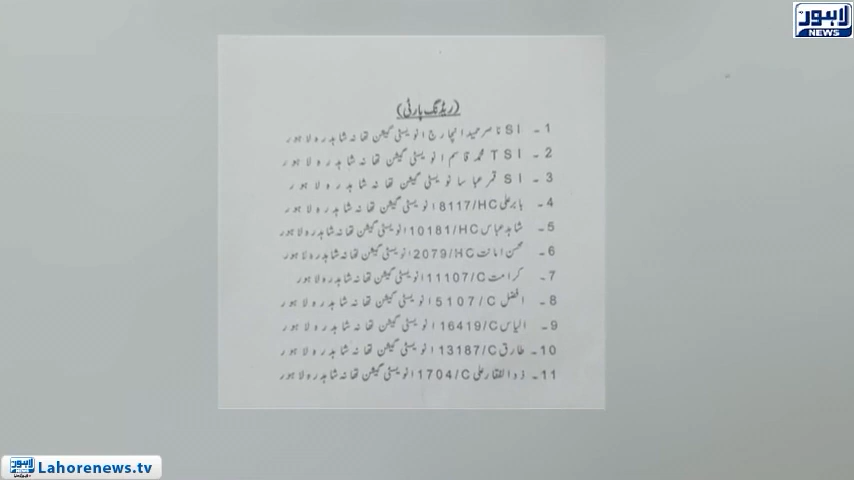 لاہور
NEWS
(ریڈنگ پارٹی)
1 ـ SI ناصر حمید انچارج انویسٹی گیشن تھانہ شاہدرہ لاہور
2 ـ TSI محمد قاسم انویسٹی گیشن تھانہ شاہدرہ لاہور
3 ـ SI قمر عباس انویسٹی گیشن تھانہ شاہدرہ لاہور
4 ـ بابر علی 8117/HC انویسٹی گیشن تھانہ شاہدرہ لاہور
5 ـ شاہد عباس 10181/HC انویسٹی گیشن تھانہ شاہدرہ لاہور
6 ـ محسن امانت 2079/HC انویسٹی گیشن تھانہ شاہدرہ لاہور
7 ـ کرامت 11107/C انویسٹی گیشن تھانہ شاہدرہ لاہور
8 ـ افضل 5107/C انویسٹی گیشن تھانہ شاہدرہ لاہور
9 ـ الیاس 16419/C انویسٹی گیشن تھانہ شاہدرہ لاہور
10 ـ طارق 13187/C انویسٹی گیشن تھانہ شاہدرہ لاہور
11 ـ ذوالفقار علی 1704/C انویسٹی گیشن تھانہ شاہدرہ لاہور
لاہور Lahorenews.tv